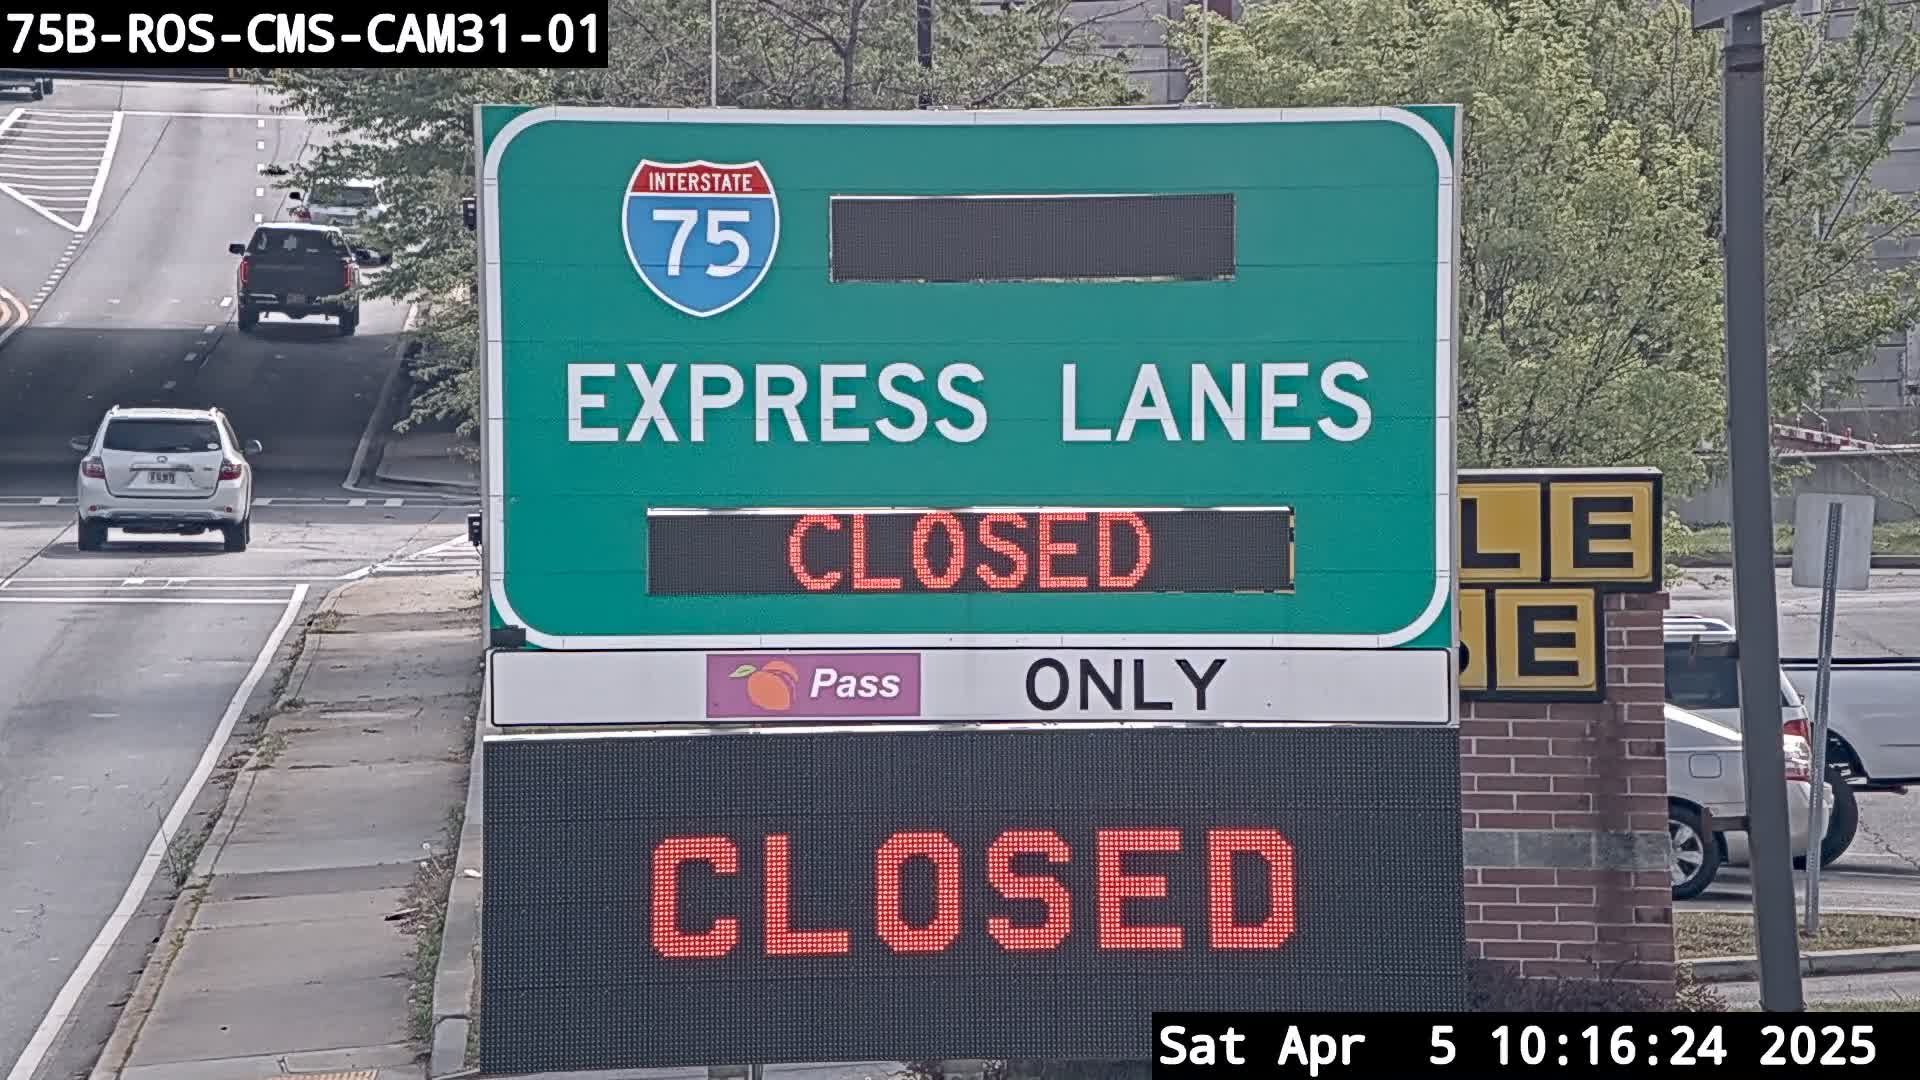 75B-ROS-CMS-CAM31-01
INTERSTATE
75
EXPRESS LANES
CLOSED
Pass ONLY
CLOSED
LE
E
Sat Apr 5 10:16:24 2025